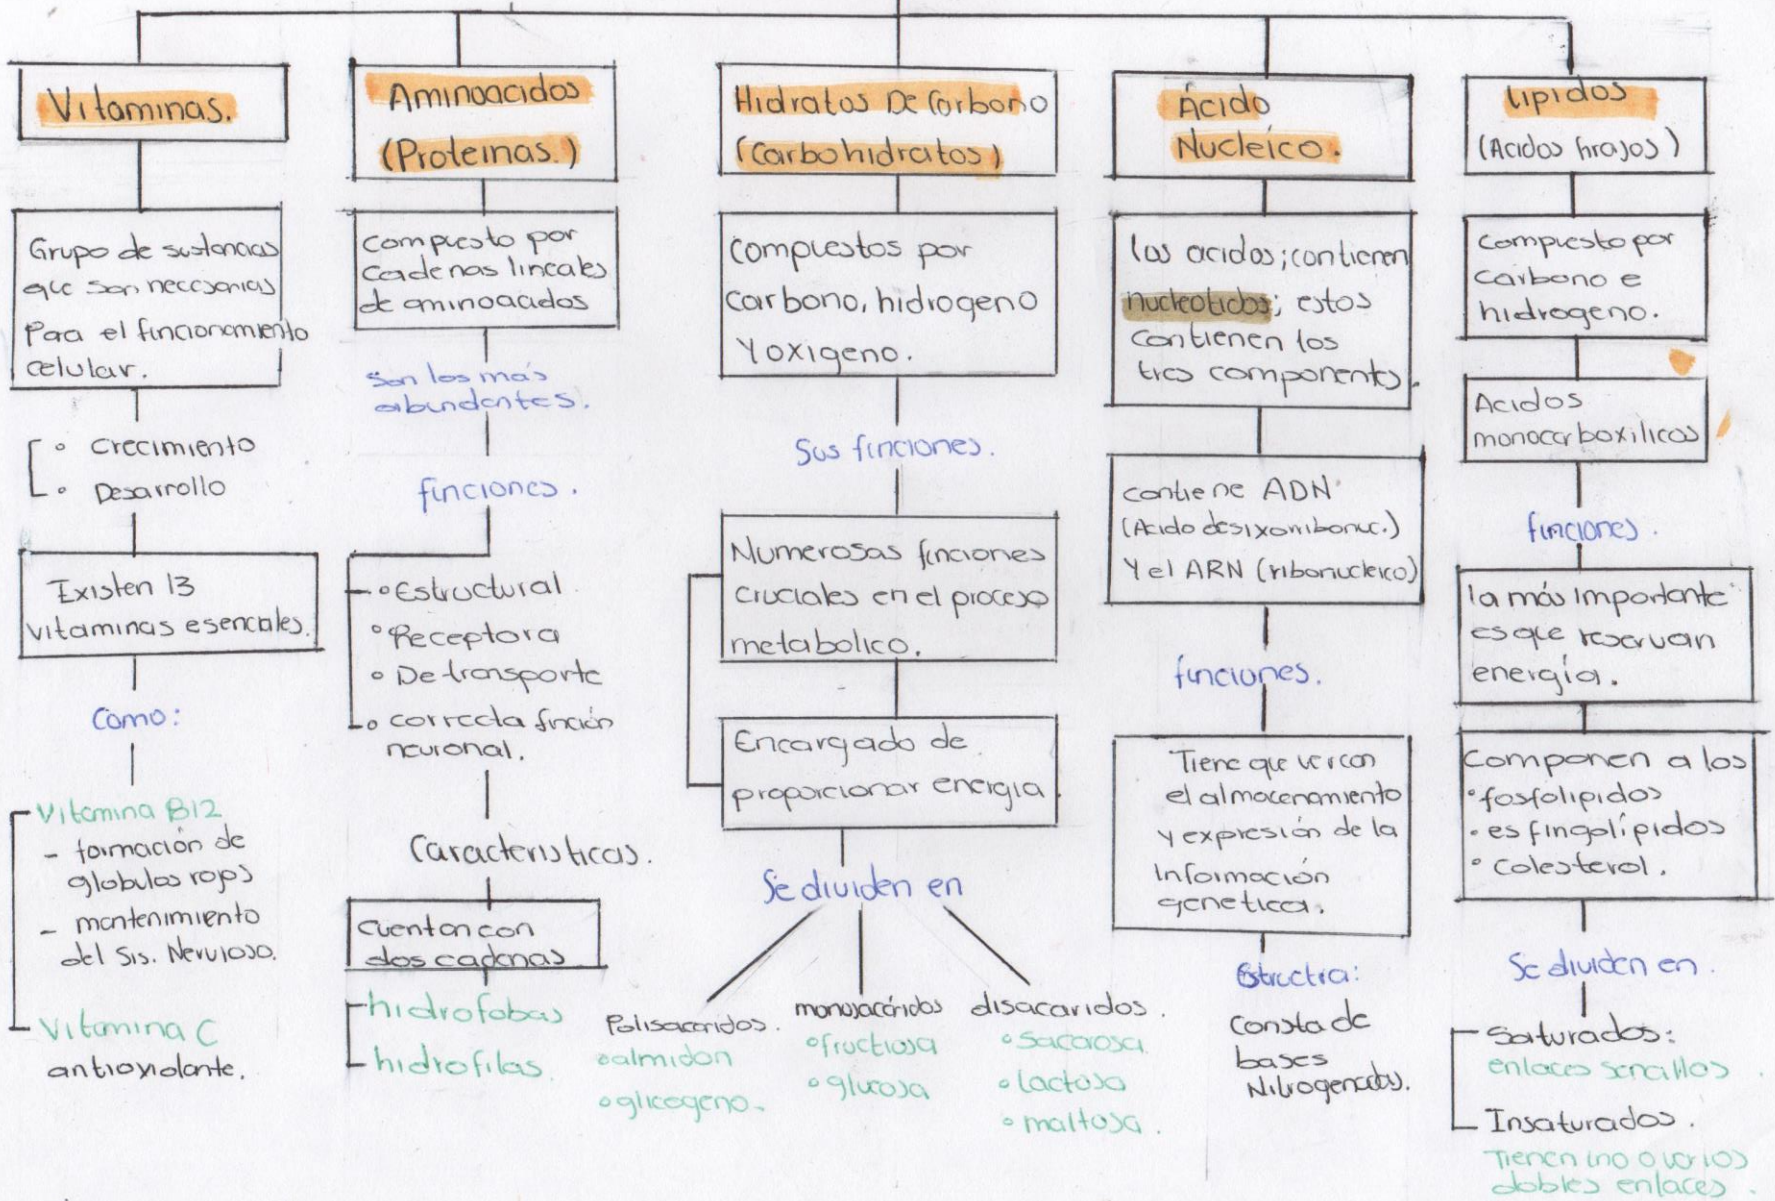 Vitaminas.
Grupo de sustancias
que son necesarias
Para el funcionamiento
celular.
Crecimiento
Desarrollo
Existen 13
vitaminas esenciales.
Como:
Vitamina B12
- formación de
globulos rojos
- mantenimiento
del Sis. Nervioso.
Vitamina C
antioxidante.
Aminoacidos
(Proteinas.)
Compuesto por
Cadenas lineales
de aminoacidos
Son los más
abundantes.
funciones.
Estructural.
Receptora
De transporte
correcta función
neuronal.
Caracteristicas.
cuentan con
dos cadenas
hidrofobas
hidrofilas.
Hidratos De Carbono
(Carbohidratos)
Compuestos por
carbono, hidrogeno
Y oxigeno.
Sus funciones.
Numerosas funciones
cruciales en el proceso
metabolico.
Encargado de
proporcionar energia.
Se dividen en
Polisacaridos.
almidon
glicogeno.
monosacáridos
fructuosa
glucosa
disacaridos.
Sacarosa
Lactosa
maltosa.
Ácido
Nucleíco.
los acidos; contienen
nucleotidos; estos
contienen los
tres components.
contiene ADN
(Acido desixorribonuc.)
Y el ARN (ribonucleico)
funciones.
Tiene que ver con
el almacenamiento
y expresión de la
Información
genetica.
Estructra:
Consta de
bases
Nitrogenadas.
lipidos
(Acidos Grasos)
Compuesto por
carbono e
hidrogeno.
Acidos
monocarboxilicos
funciones.
la más importante
es que reservan
energía.
Componen a los
fosfolipidos
esfingolípidos
Colesterol.
Se dividen en.
Saturados:
enlaces sencillos.
Insaturados.
Tienen uno o varios
dobles enlaces.